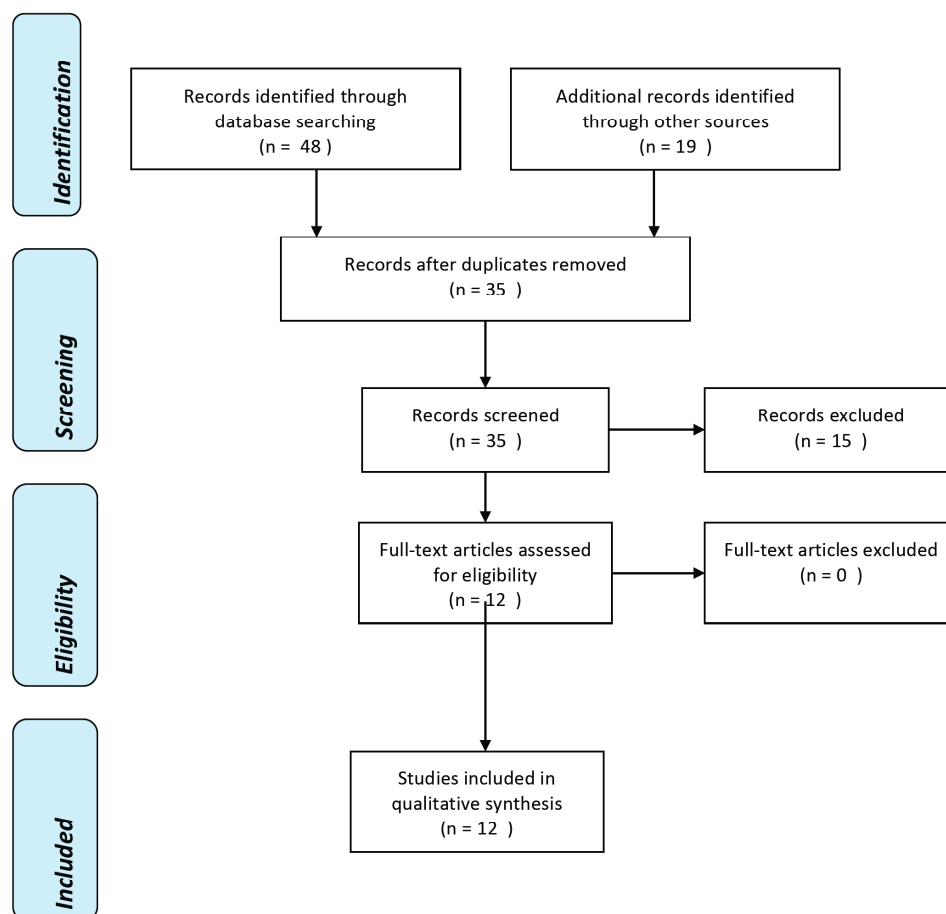 Identification
Records identified through
database searching
(n = 48 )
Additional records identified
through other sources
(n = 19 )
Records after duplicates removed
(n = 35 )
Screening
Records screened
(n = 35 )
Records excluded
(n = 15 )
Eligibility
Full-text articles assessed
for eligibility
(n = 12 )
Full-text articles excluded
(n = 0 )
Included
Studies included in
qualitative synthesis
(n = 12 )